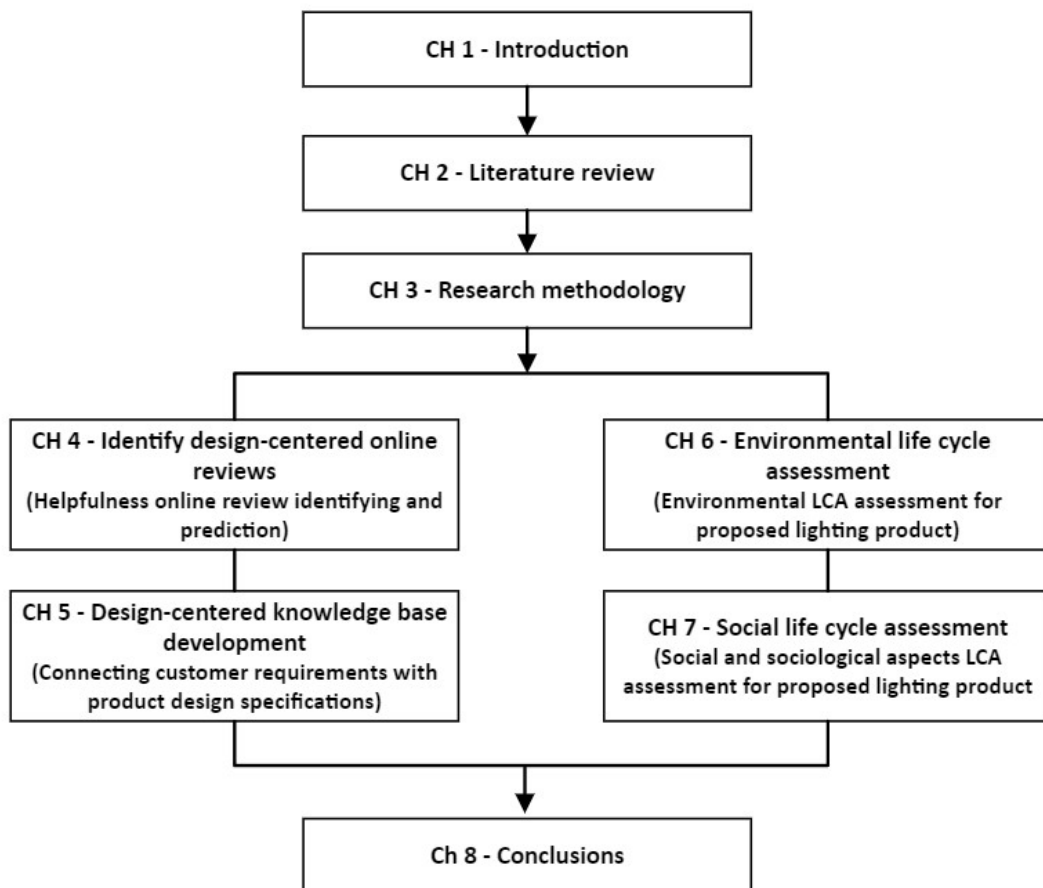 CH 1 - Introduction
CH 2 - Literature review
CH 3 - Research methodology
CH 4 - Identify design-centered online
reviews
(Helpfulness online review identifying and
prediction)
CH 5 - Design-centered knowledge base
development
(Connecting customer requirements with
product design specifications)
CH 6 - Environmental life cycle
assessment
(Environmental LCA assessment for
proposed lighting product)
CH 7 - Social life cycle assessment
(Social and sociological aspects LCA
assessment for proposed lighting product
Ch 8 - Conclusions